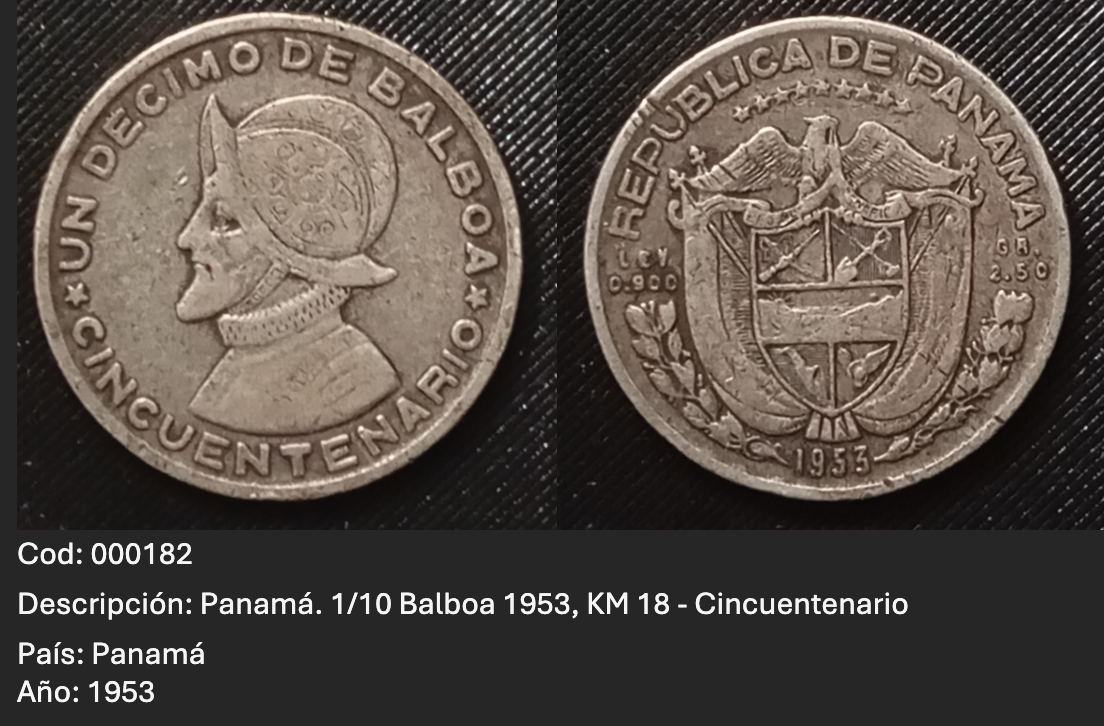 UN DECIMO DE BALBOA
CINCUENTENARIO
REPUBLICA DE PANAMA
LEY.
0.900
GR.
2.50
1953
Cod: 000182
Descripción: Panamá. 1/10 Balboa 1953, KM 18 - Cincuentenario
País: Panamá
Año: 1953